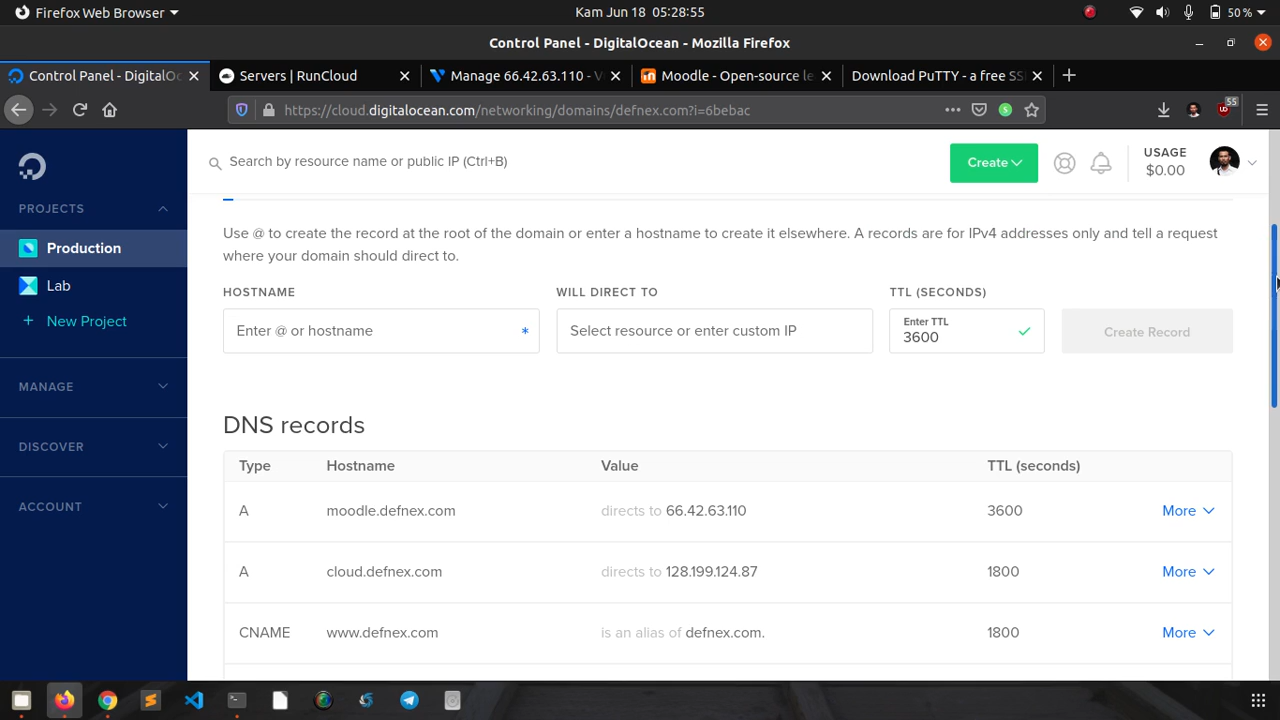 Firefox Web Browser
Kam Jun 18 05:28:55
50 %
Control Panel - DigitalOcean - Mozilla Firefox
Control Panel - DigitalOc
Servers | RunCloud
Manage 66.42.63.110 - V
Moodle - Open-source le
Download PuTTY - a free SS
https://cloud.digitalocean.com/networking/domains/defnex.com?i=6bebac
55
Search by resource name or public IP (Ctrl+B)
Create
USAGE
$0.00
PROJECTS
Production
Lab
+ New Project
MANAGE
DISCOVER
ACCOUNT
Use @ to create the record at the root of the domain or enter a hostname to create it elsewhere. A records are for IPv4 addresses only and tell a request
where your domain should direct to.
HOSTNAME
WILL DIRECT TO
TTL (SECONDS)
Enter @ or hostname *
Select resource or enter custom IP
Enter TTL
3600
Create Record
DNS records
Type Hostname Value TTL (seconds)
A moodle.defnex.com directs to 66.42.63.110 3600 More
A cloud.defnex.com directs to 128.199.124.87 1800 More
CNAME www.defnex.com is an alias of defnex.com. 1800 More